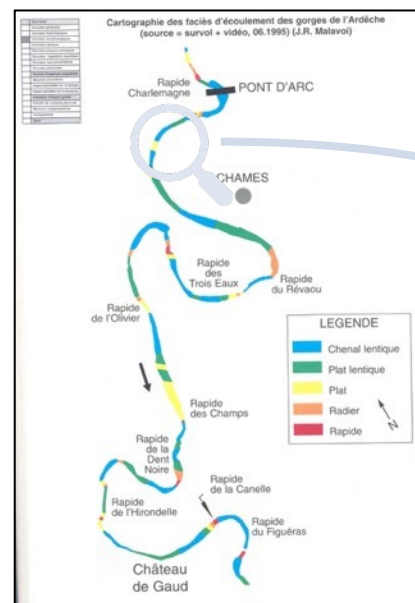 Cartographie des faciès d'écoulement des gorges de l'Ardèche
(source = survol + vidéo, 06.1995) (J.R. Malavoi)
Rapide
Charlemagne
PONT D'ARC
CHAMES
Rapide
des
Trois Eaux
Rapide
du Révaou
Rapide
de l'Olivier
LEGENDE
Chenal lentique
Plat lentique
Plat
Radier
Rapide
N
Rapide
des Champs
Rapide
de la
Dent
Noire
Rapide
de la Canelle
Rapide
de l'Hirondelle
Rapide
du Figuéras
Château
de Gaud